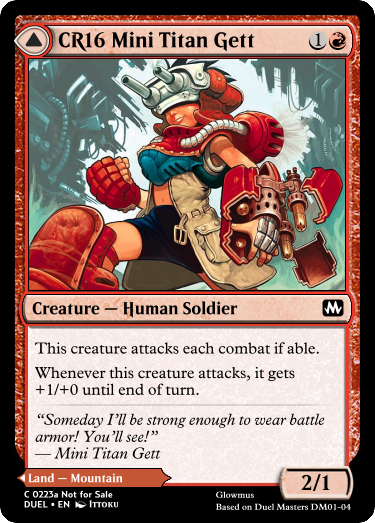 CR16 Mini Titan Gett
1
Creature — Human Soldier
This creature attacks each combat if able.
Whenever this creature attacks, it gets
+1/+0 until end of turn.
“Someday I'll be strong enough to wear battle
armor! You'll see!”
— Mini Titan Gett
Land — Mountain
2/1
C 0223a Not for Sale
DUEL • EN Ittoku
Glowmus
Based on Duel Masters DM01-04